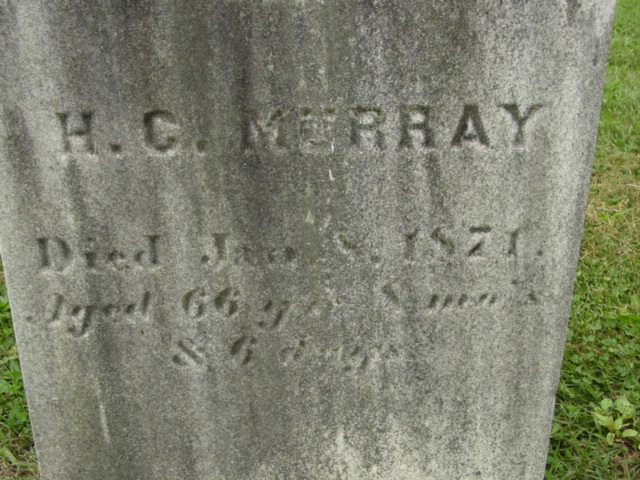 H. C. MURRAY
Died Jan. 8, 1871.
Aged 66 yrs 8 mo's
& 6 days